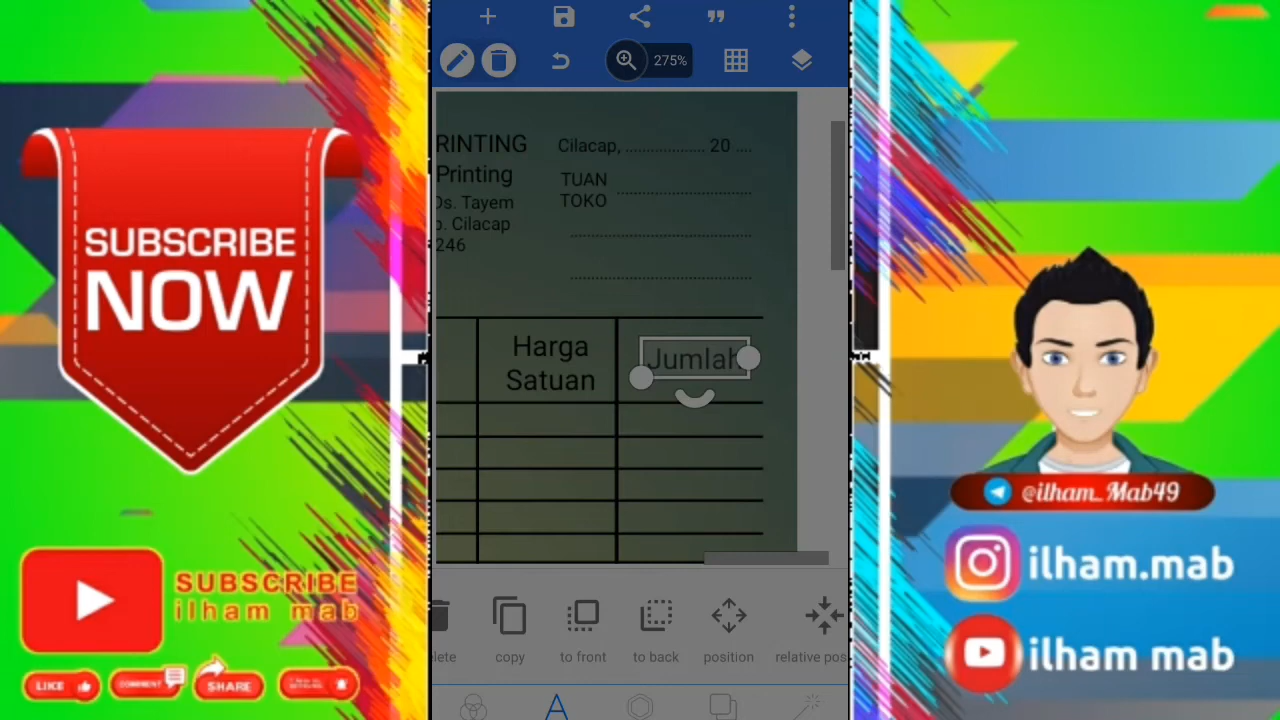 SUBSCRIBE
NOW
SUBSCRIBE
ilham mab
LIKE
COMMENT
SHARE
275%
RINTING
Printing
Ds. Tayem
. Cilacap
246
Cilacap, .................. 20 ....
TUAN
TOKO
Harga
Satuan
Jumlah
lete
copy
to front
to back
position
relative pos
A
@ilham_Mab49
ilham.mab
ilham mab